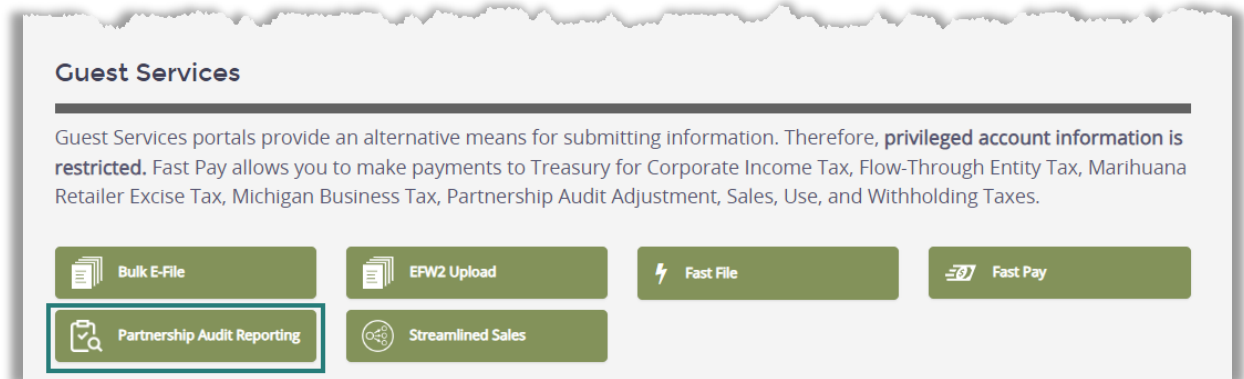 Guest Services
Guest Services portals provide an alternative means for submitting information. Therefore, privileged account information is
restricted. Fast Pay allows you to make payments to Treasury for Corporate Income Tax, Flow-Through Entity Tax, Marihuana
Retailer Excise Tax, Michigan Business Tax, Partnership Audit Adjustment, Sales, Use, and Withholding Taxes.
Bulk E-File
EFW2 Upload
Fast File
Fast Pay
Partnership Audit Reporting
Streamlined Sales